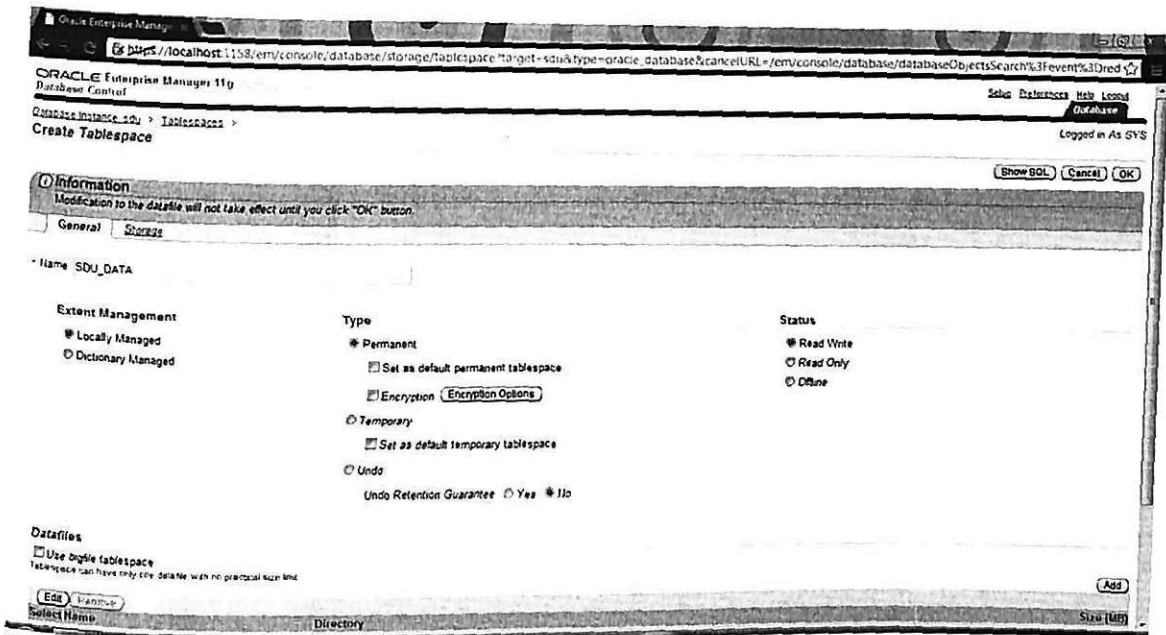 Oracle Enterprise Manage
https://localhost:1158/em/console/database/storage/tablespace?target=sdu&type=oracle_database&cancelURL=/em/console/database/databaseObjectsSearch%3Fevent%3Dred
ORACLE Enterprise Manager 11g
Database Control
Setup Preferences Help Logout
Database
Database Instance: sdu > Tablespaces >
Logged in As SYS
Create Tablespace
Show SQL Cancel OK
Information
Modification to the datafile will not take effect until you click "OK" button.
General Storage
* Name SDU_DATA
Extent Management
Locally Managed
Dictionary Managed
Type
Permanent
Set as default permanent tablespace
Encryption Encryption Options
Temporary
Set as default temporary tablespace
Undo
Undo Retention Guarantee Yes No
Status
Read Write
Read Only
Offline
Datafiles
Use bigfile tablespace
Tablespace can have only one datafile with no practical size limit
Add
Edit Remove
Select Name Directory Size (MB)